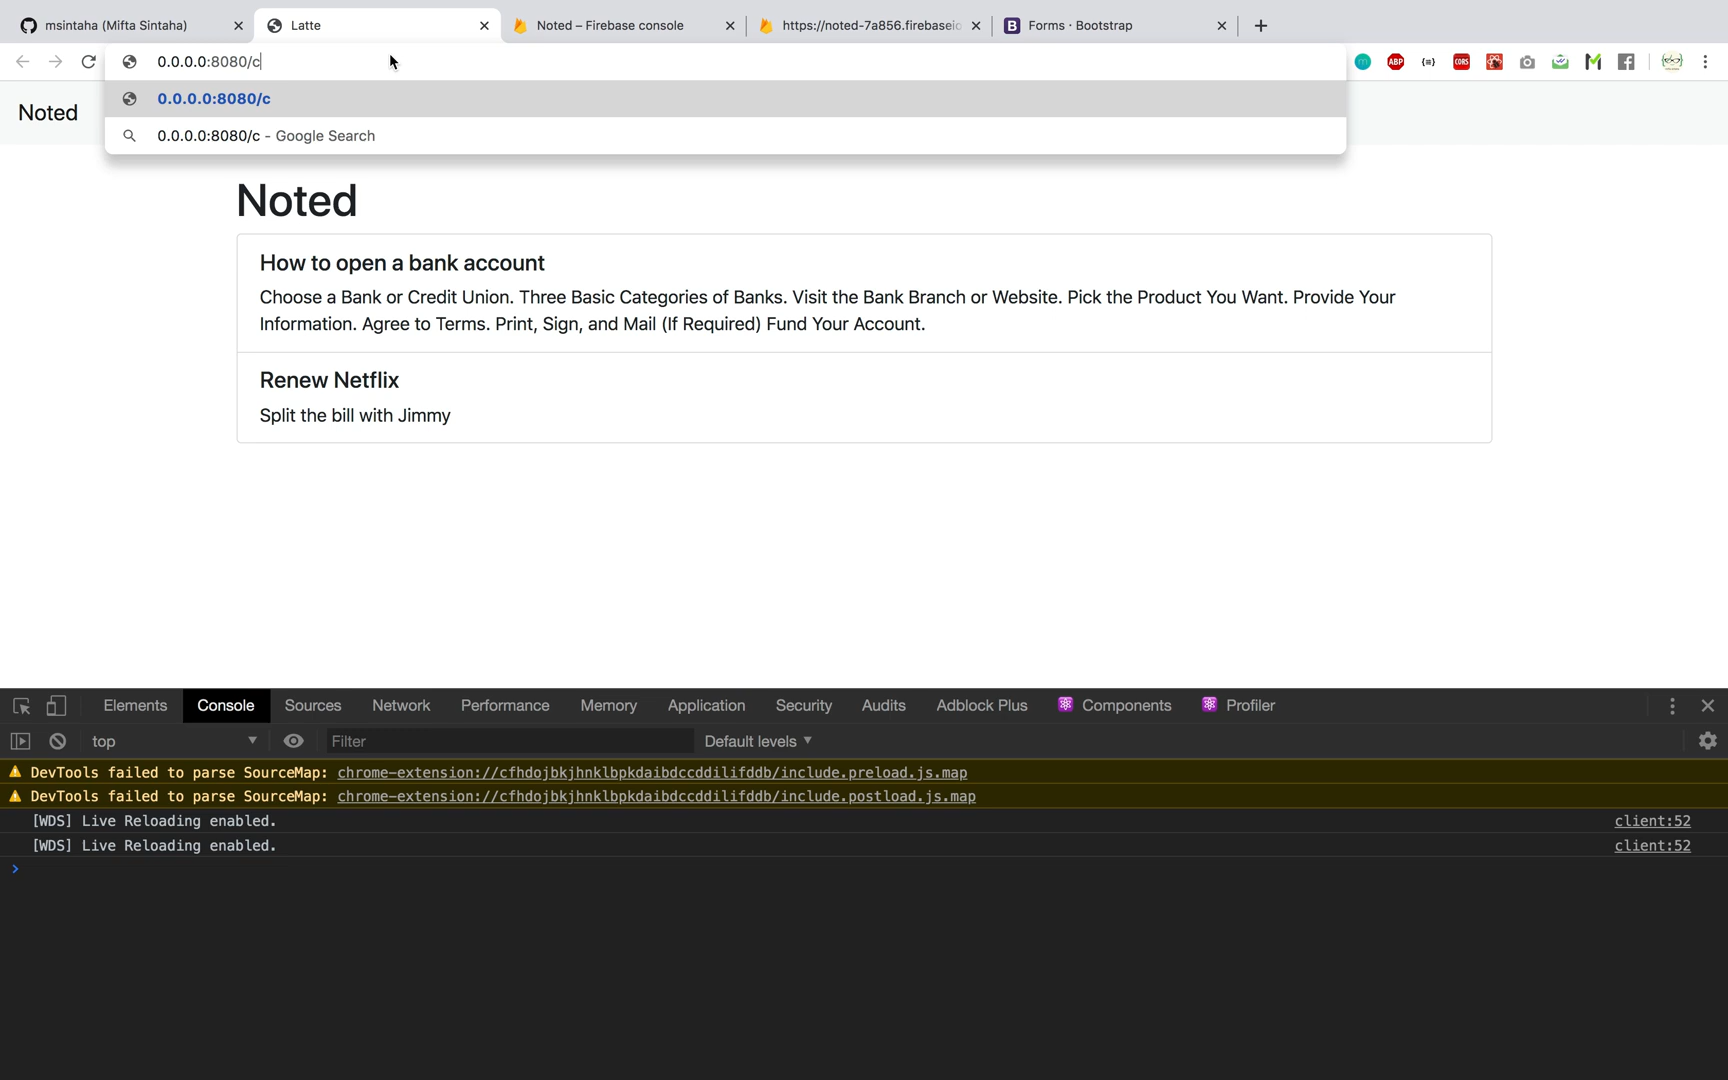 msintaha (Mifta Sintaha)
Latte
Noted – Firebase console
https://noted-7a856.firebaseio
Forms · Bootstrap
0.0.0.0:8080/c
m
ABP
{≡}
CORS
0.0.0.0:8080/c
0.0.0.0:8080/c - Google Search
Noted
Noted
How to open a bank account
Choose a Bank or Credit Union. Three Basic Categories of Banks. Visit the Bank Branch or Website. Pick the Product You Want. Provide Your
Information. Agree to Terms. Print, Sign, and Mail (If Required) Fund Your Account.
Renew Netflix
Split the bill with Jimmy
Elements Console Sources Network Performance Memory Application Security Audits Adblock Plus Components Profiler
top Filter Default levels
DevTools failed to parse SourceMap: chrome-extension://cfhdojbkjhnklbpkdaibdccddilifddb/include.preload.js.map
DevTools failed to parse SourceMap: chrome-extension://cfhdojbkjhnklbpkdaibdccddilifddb/include.postload.js.map
[WDS] Live Reloading enabled. client:52
[WDS] Live Reloading enabled. client:52